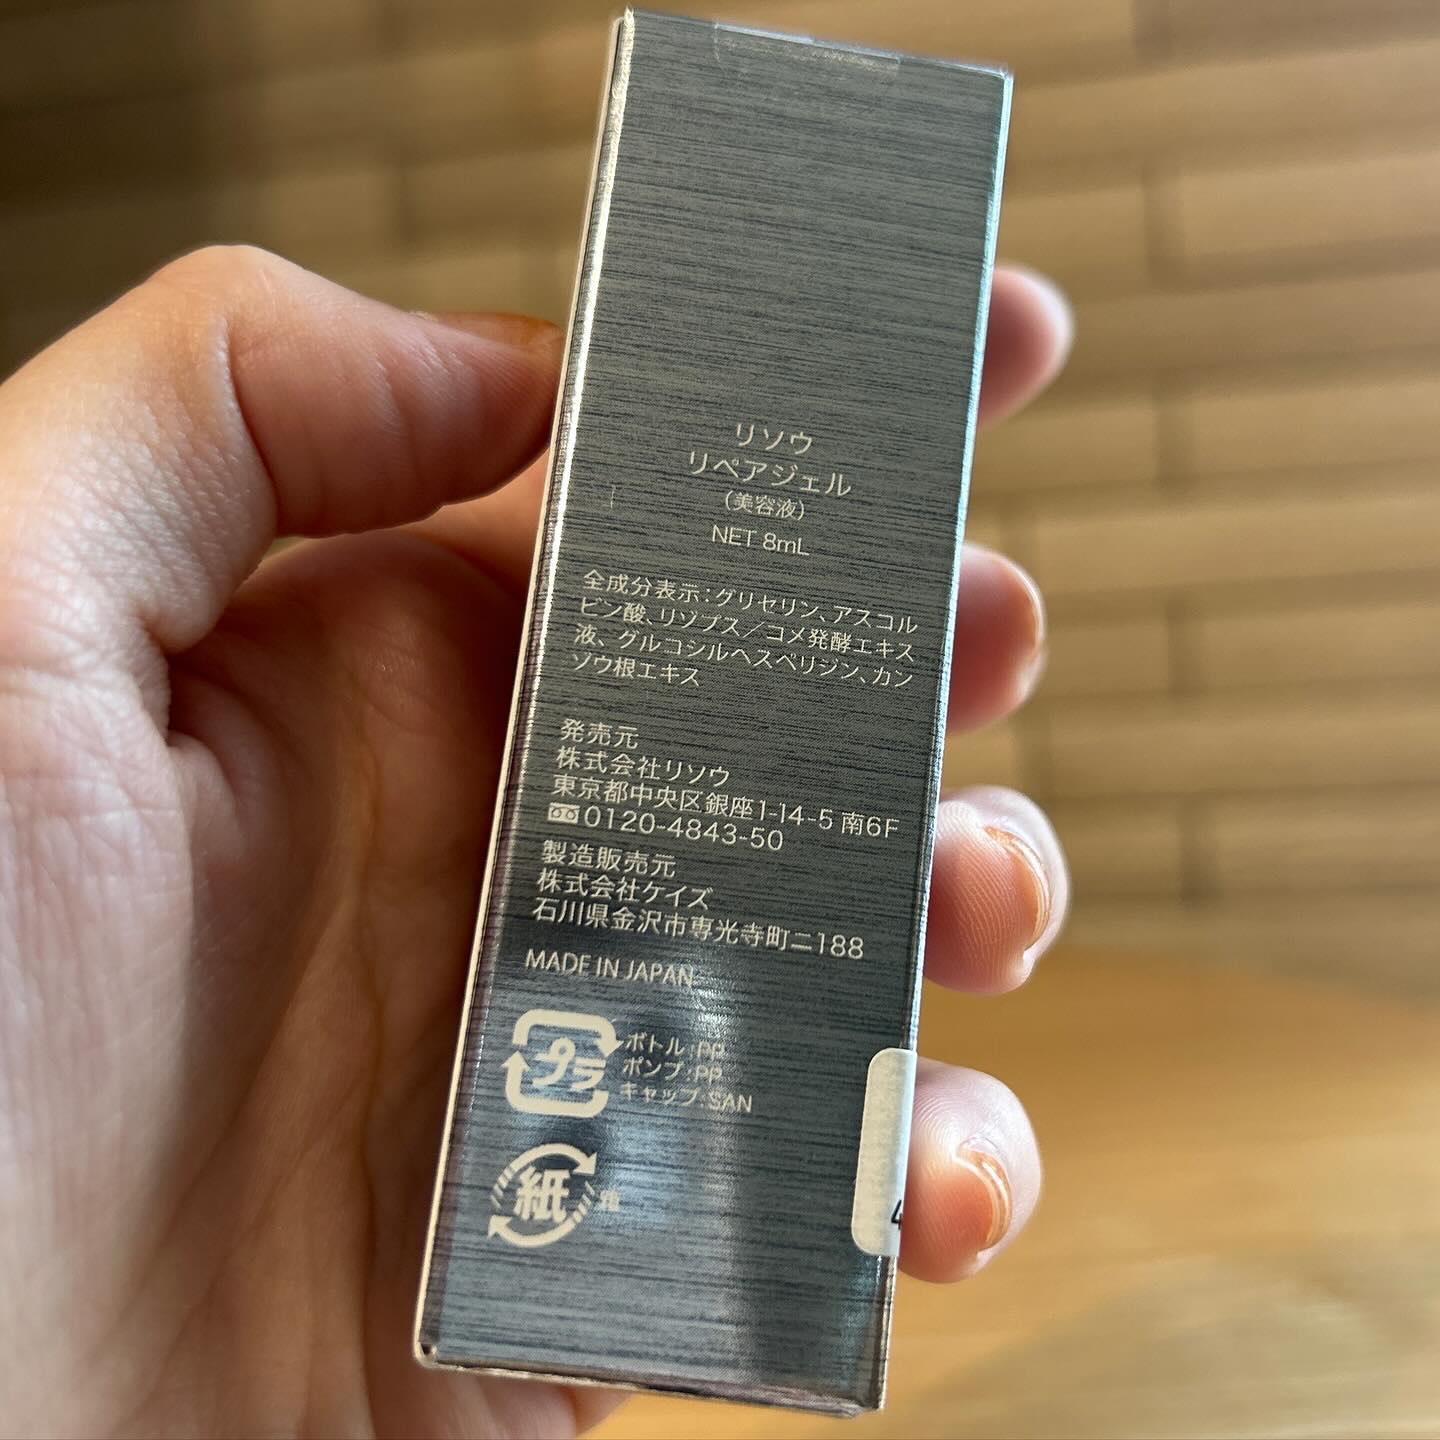 リソウ
リペアジェル
(美容液)
NET 8mL
全成分表示:グリセリン、アスコル
ビン酸、リゾプス／コメ発酵エキス
液、グルコシルヘスペリジン、カン
ゾウ根エキス
発売元
株式会社リソウ
東京都中央区銀座1-14-5 南6F
0120-4843-50
製造販売元
株式会社ケイズ
石川県金沢市専光寺町ニ188
MADE IN JAPAN
プラ
ボトル:PP
ポンプ:PP
キャップ:SAN
紙 箱
4